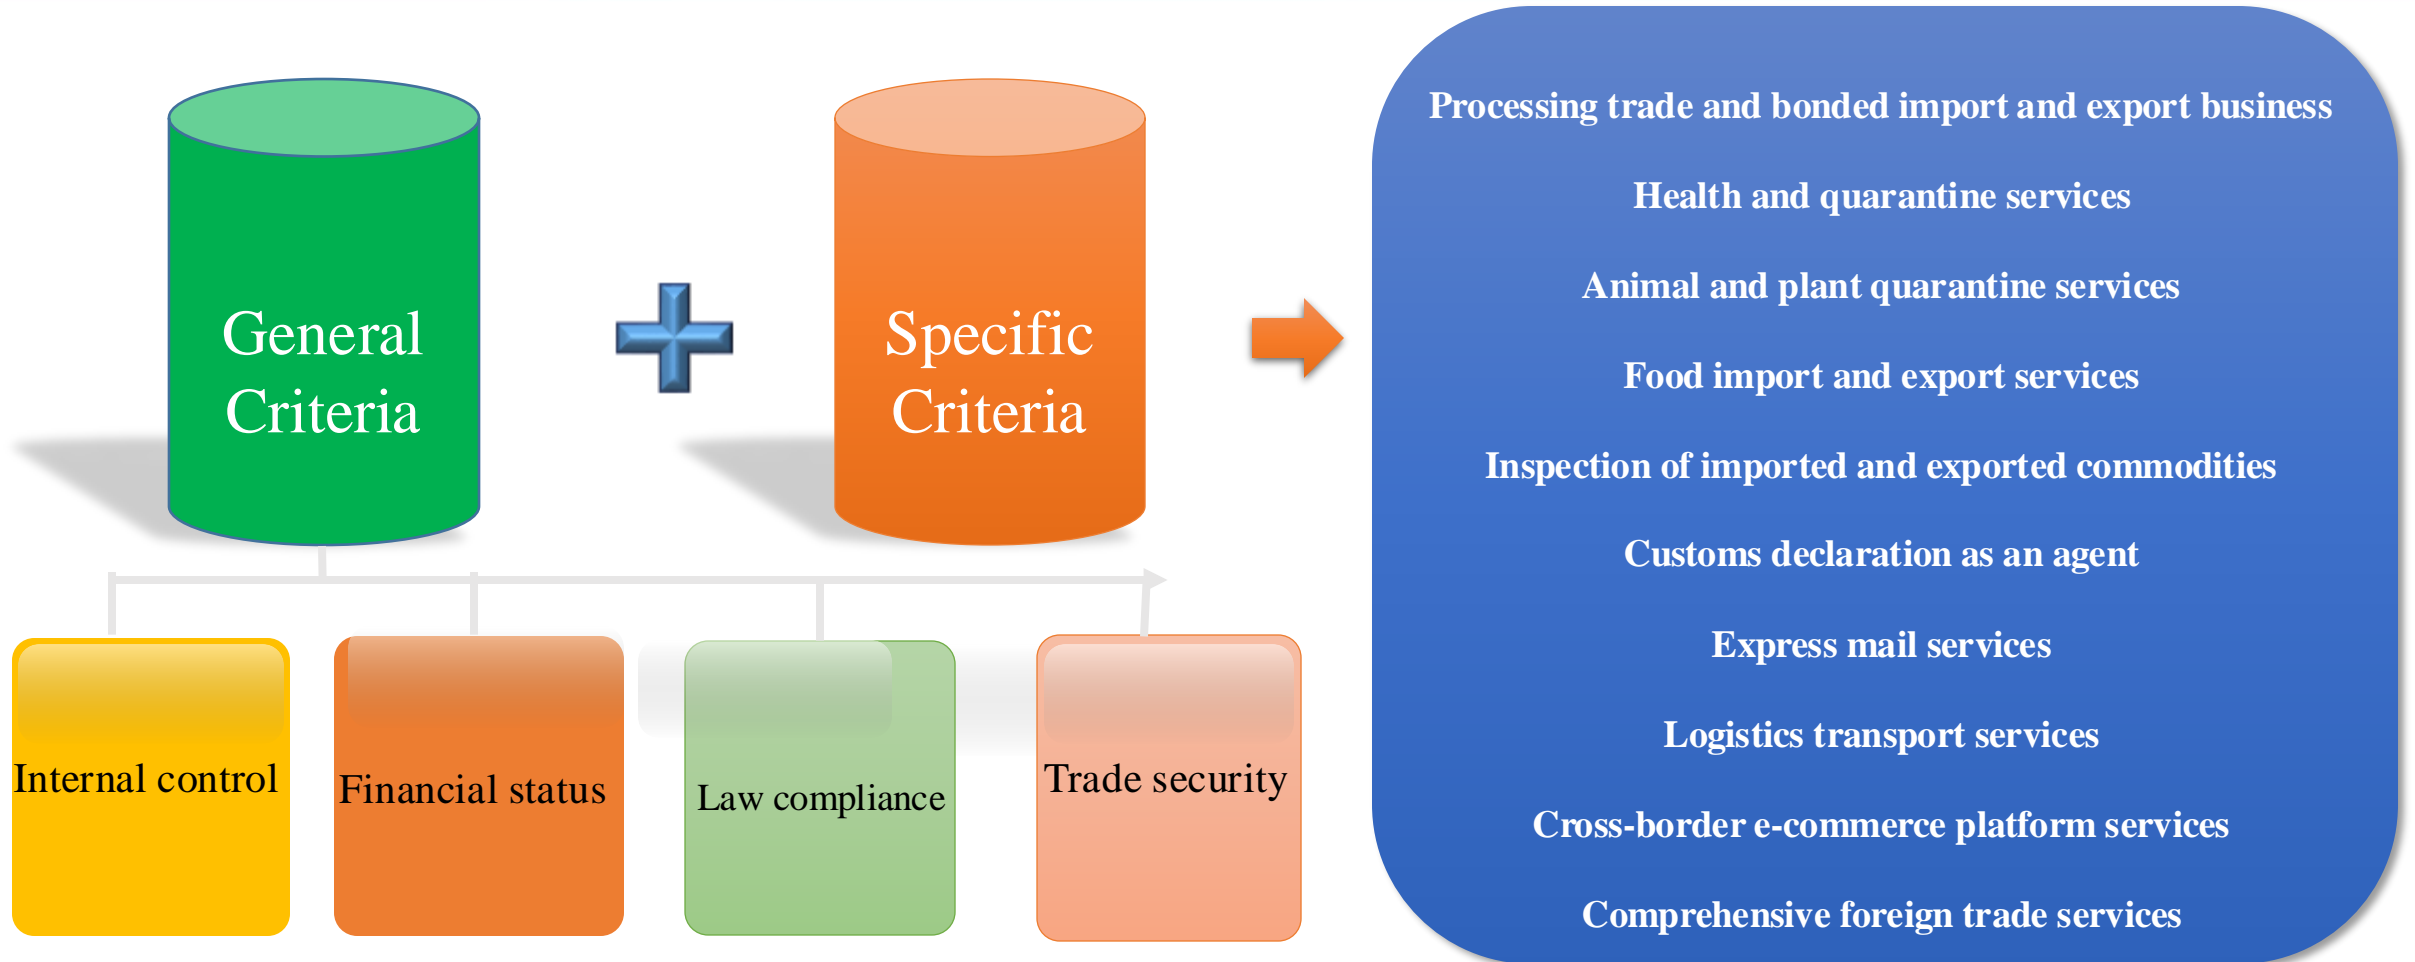 General
Criteria
Specific
Criteria
Internal control
Financial status
Law compliance
Trade security
Processing trade and bonded import and export business
Health and quarantine services
Animal and plant quarantine services
Food import and export services
Inspection of imported and exported commodities
Customs declaration as an agent
Express mail services
Logistics transport services
Cross-border e-commerce platform services
Comprehensive foreign trade services